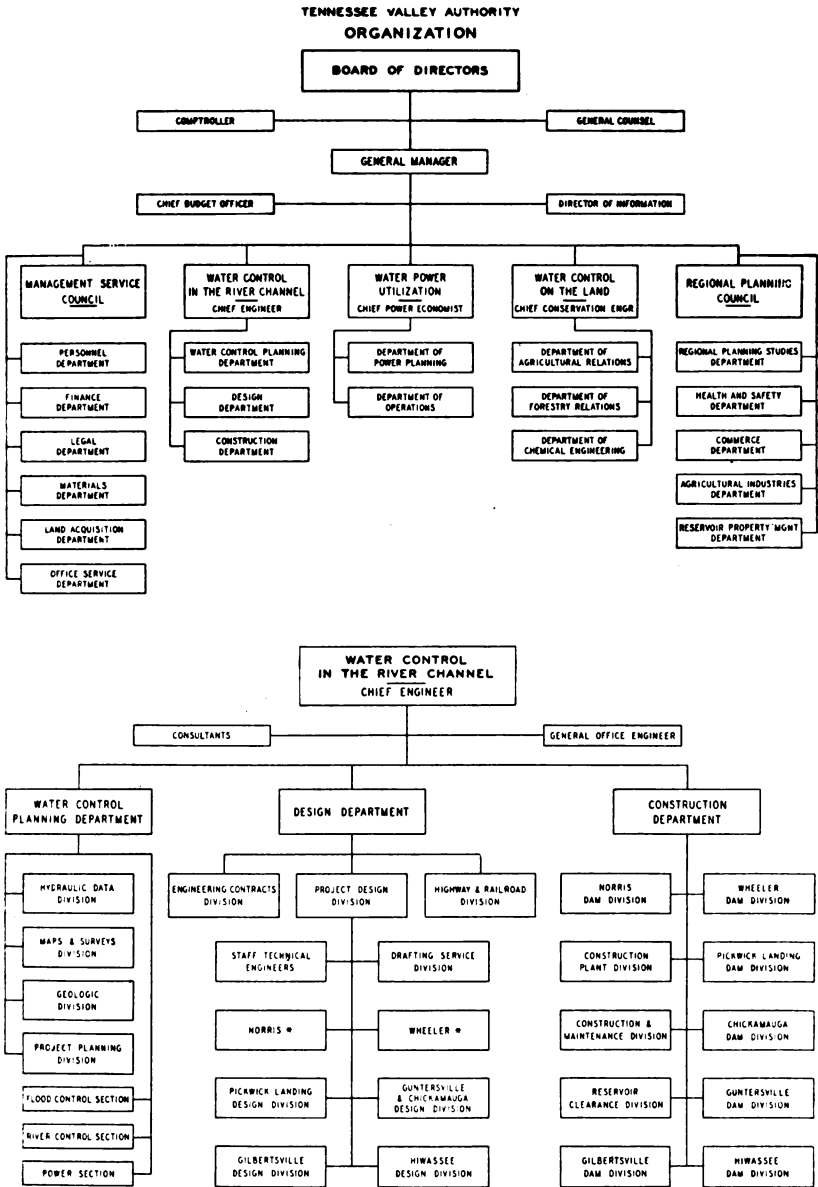 TENNESSEE VALLEY AUTHORITY
ORGANIZATION
BOARD OF DIRECTORS
COMPTROLLER
GENERAL COUNSEL
GENERAL MANAGER
CHIEF BUDGET OFFICER
DIRECTOR OF INFORMATION
MANAGEMENT SERVICE
COUNCIL
WATER CONTROL
IN THE RIVER CHANNEL
CHIEF ENGINEER
WATER POWER
UTILIZATION
CHIEF POWER ECONOMIST
WATER CONTROL
ON THE LAND
CHIEF CONSERVATION ENGR
REGIONAL PLANNING
COUNCIL
PERSONNEL
DEPARTMENT
FINANCE
DEPARTMENT
LEGAL
DEPARTMENT
MATERIALS
DEPARTMENT
LAND ACQUISITION
DEPARTMENT
OFFICE SERVICE
DEPARTMENT
WATER CONTROL PLANNING
DEPARTMENT
DESIGN
DEPARTMENT
CONSTRUCTION
DEPARTMENT
DEPARTMENT OF
POWER PLANNING
DEPARTMENT OF
OPERATIONS
DEPARTMENT OF
AGRICULTURAL RELATIONS
DEPARTMENT OF
FORESTRY RELATIONS
DEPARTMENT OF
CHEMICAL ENGINEERING
REGIONAL PLANNING STUDIES
DEPARTMENT
HEALTH AND SAFETY
DEPARTMENT
COMMERCE
DEPARTMENT
AGRICULTURAL INDUSTRIES
DEPARTMENT
RESERVOIR PROPERTY MGNT
DEPARTMENT
WATER CONTROL
IN THE RIVER CHANNEL
CHIEF ENGINEER
CONSULTANTS
GENERAL OFFICE ENGINEER
WATER CONTROL
PLANNING DEPARTMENT
DESIGN DEPARTMENT
CONSTRUCTION
DEPARTMENT
HYDRAULIC DATA
DIVISION
MAPS & SURVEYS
DIVISION
GEOLOGIC
DIVISION
PROJECT PLANNING
DIVISION
FLOOD CONTROL SECTION
RIVER CONTROL SECTION
POWER SECTION
ENGINEERING CONTRACTS
DIVISION
PROJECT DESIGN
DIVISION
HIGHWAY & RAILROAD
DIVISION
STAFF TECHNICAL
ENGINEERS
DRAFTING SERVICE
DIVISION
NORRIS *
WHEELER *
PICKWICK LANDING
DESIGN DIVISION
GUNTERSVILLE
& CHICKAMAUGA
DESIGN DIVISION
GILBERTSVILLE
DESIGN DIVISION
HIWASSEE
DESIGN DIVISION
NORRIS
DAM DIVISION
WHEELER
DAM DIVISION
CONSTRUCTION
PLANT DIVISION
PICKWICK LANDING
DAM DIVISION
CONSTRUCTION &
MAINTENANCE DIVISION
CHICKAMAUGA
DAM DIVISION
RESERVOIR
CLEARANCE DIVISION
GUNTERSVILLE
DAM DIVISION
GILBERTSVILLE
DAM DIVISION
HIWASSEE
DAM DIVISION